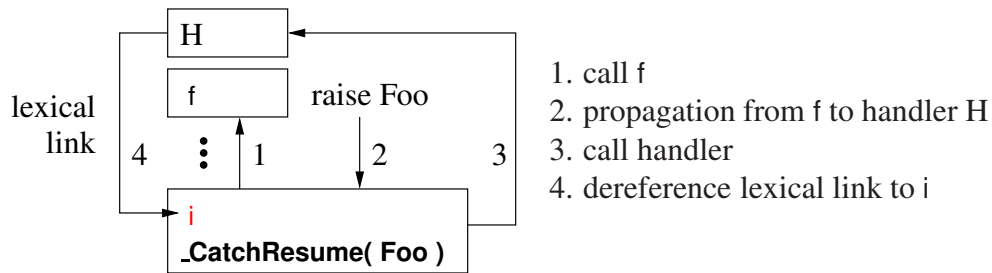 H
f
raise Foo
lexical
link
4
1
2
3
i
_CatchResume( Foo )
1. call f
2. propagation from f to handler H
3. call handler
4. dereference lexical link to i